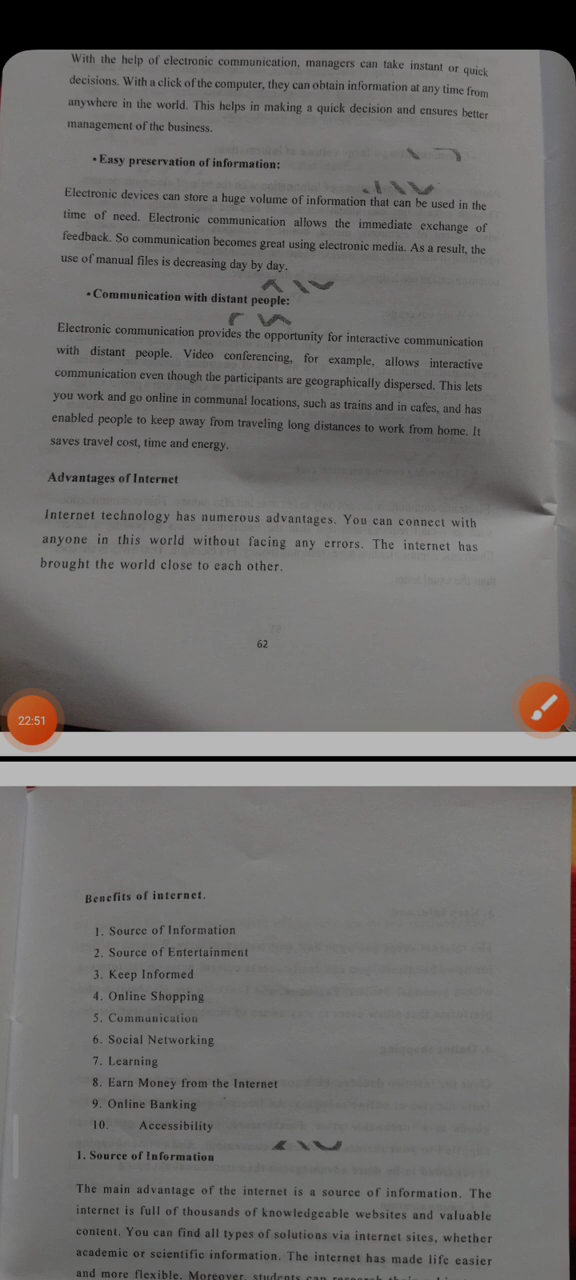 With the help of electronic communication, managers can take instant or quick
decisions. With a click of the computer, they can obtain information at any time from
anywhere in the world. This helps in making a quick decision and ensures better
management of the business.
• Easy preservation of information:
Electronic devices can store a huge volume of information that can be used in the
time of need. Electronic communication allows the immediate exchange of
feedback. So communication becomes great using electronic media. As a result, the
use of manual files is decreasing day by day.
• Communication with distant people:
Electronic communication provides the opportunity for interactive communication
with distant people. Video conferencing, for example, allows interactive
communication even though the participants are geographically dispersed. This lets
you work and go online in communal locations, such as trains and in cafes, and has
enabled people to keep away from traveling long distances to work from home. It
saves travel cost, time and energy.
Advantages of Internet
Internet technology has numerous advantages. You can connect with
anyone in this world without facing any errors. The internet has
brought the world close to each other.
62
22:51
Benefits of internet.
1. Source of Information
2. Source of Entertainment
3. Keep Informed
4. Online Shopping
5. Communication
6. Social Networking
7. Learning
8. Earn Money from the Internet
9. Online Banking
10. Accessibility
1. Source of Information
The main advantage of the internet is a source of information. The
internet is full of thousands of knowledgeable websites and valuable
content. You can find all types of solutions via internet sites, whether
academic or scientific information. The internet has made life easier
and more flexible. Moreover, students can research